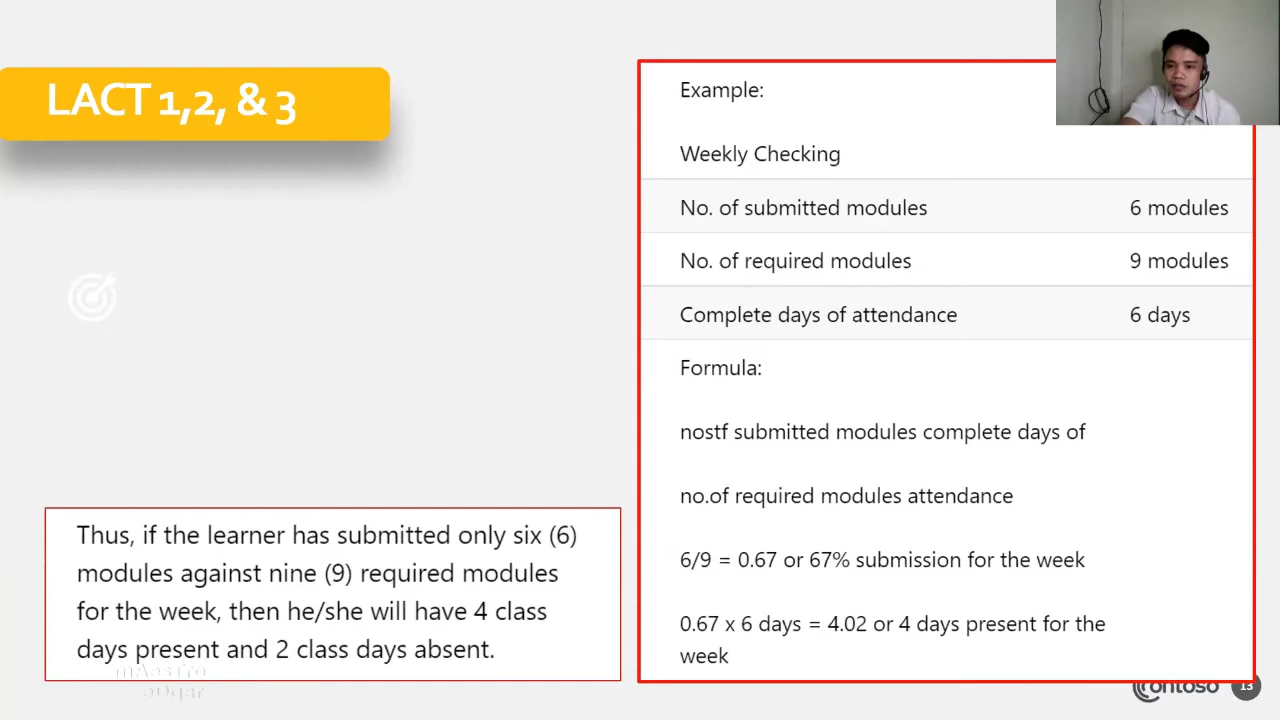 LACT 1,2, & 3
Example:
Weekly Checking
No. of submitted modules 6 modules
No. of required modules 9 modules
Complete days of attendance 6 days
Formula:
nostf submitted modules complete days of
no.of required modules attendance
6/9 = 0.67 or 67% submission for the week
0.67 x 6 days = 4.02 or 4 days present for the
week
Thus, if the learner has submitted only six (6)
modules against nine (9) required modules
for the week, then he/she will have 4 class
days present and 2 class days absent.
contoso 13